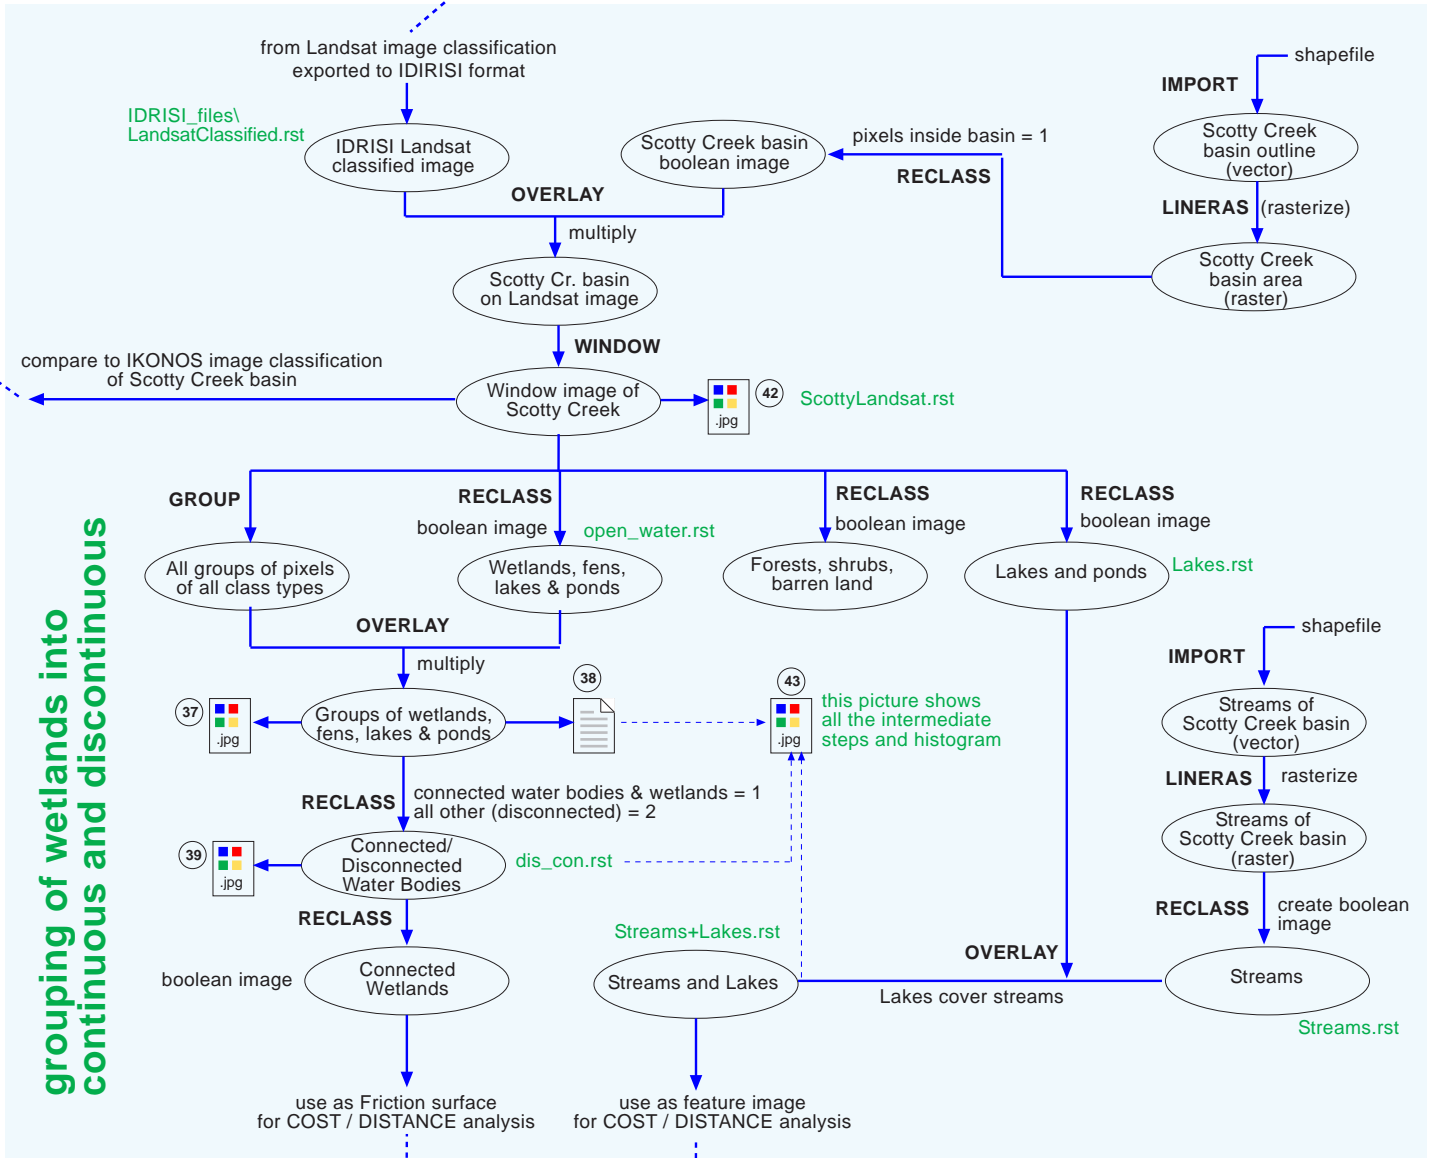 from Landsat image classification
exported to IDIRISI format
shapefile
IMPORT
IDRISI_files\
LandsatClassified.rst
IDRISI Landsat
classified image
Scotty Creek basin
boolean image
pixels inside basin = 1
RECLASS
Scotty Creek
basin outline
(vector)
OVERLAY
LINERAS (rasterize)
multiply
Scotty Creek
basin area
(raster)
Scotty Cr. basin
on Landsat image
WINDOW
compare to IKONOS image classification
of Scotty Creek basin
Window image of
Scotty Creek
.jpg
42
ScottyLandsat.rst
GROUP
RECLASS
boolean image
open_water.rst
RECLASS
boolean image
RECLASS
boolean image
All groups of pixels
of all class types
Wetlands, fens,
lakes & ponds
Forests, shrubs,
barren land
Lakes and ponds
Lakes.rst
OVERLAY
multiply
shapefile
IMPORT
37
.jpg
Groups of wetlands,
fens, lakes & ponds
38
43
.jpg
this picture shows
all the intermediate
steps and histogram
Streams of
Scotty Creek basin
(vector)
LINERAS rasterize
RECLASS
connected water bodies & wetlands = 1
all other (disconnected) = 2
Streams of
Scotty Creek basin
(raster)
39
.jpg
Connected/
Disconnected
Water Bodies
dis_con.rst
RECLASS
RECLASS
create boolean
image
Streams+Lakes.rst
OVERLAY
boolean image
Connected
Wetlands
Streams and Lakes
Lakes cover streams
Streams
Streams.rst
use as Friction surface
for COST / DISTANCE analysis
use as feature image
for COST / DISTANCE analysis
grouping of wetlands into
continuous and discontinuous